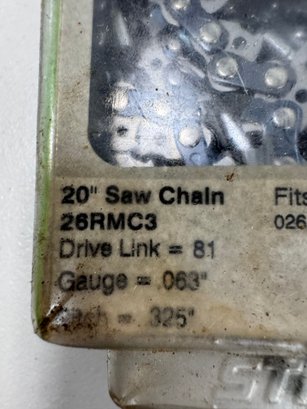 20" Saw Chain
26RMC3
Drive Link = 81
Gauge = .063"
= .325"
Fits
026